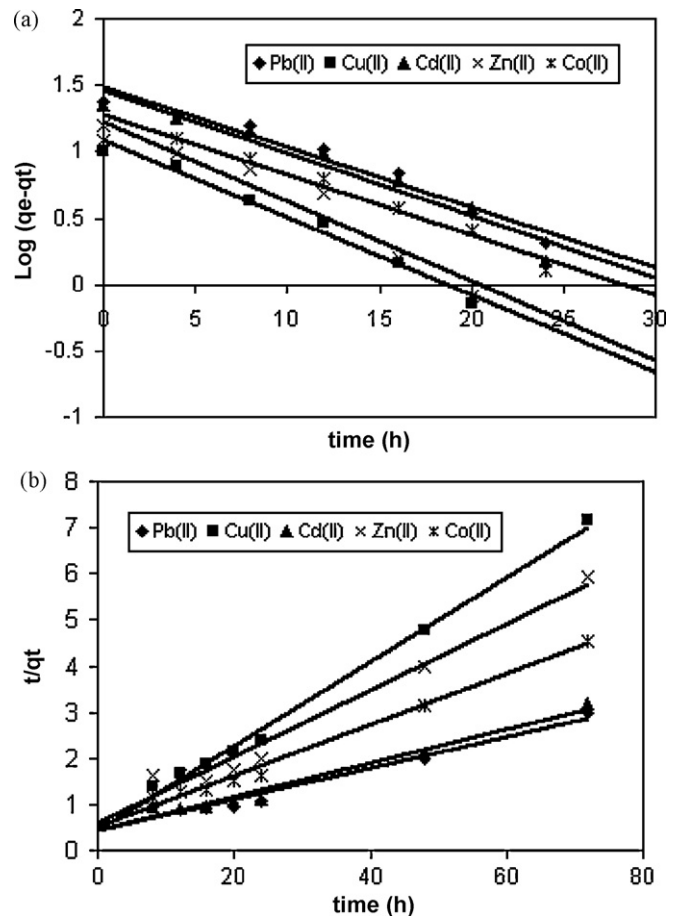 (a)
2
1.5
1
0.5
0
-0.5
-1
Log (qe-qt)
Pb(II) Cu(II) Cd(II) Zn(II) Co(II)
0 5 10 15 20 25 30
time (h)
(b)
8
7
6
5
4
3
2
1
0
t/qt
Pb(II) Cu(II) Cd(II) Zn(II) Co(II)
0 20 40 60 80
time (h)